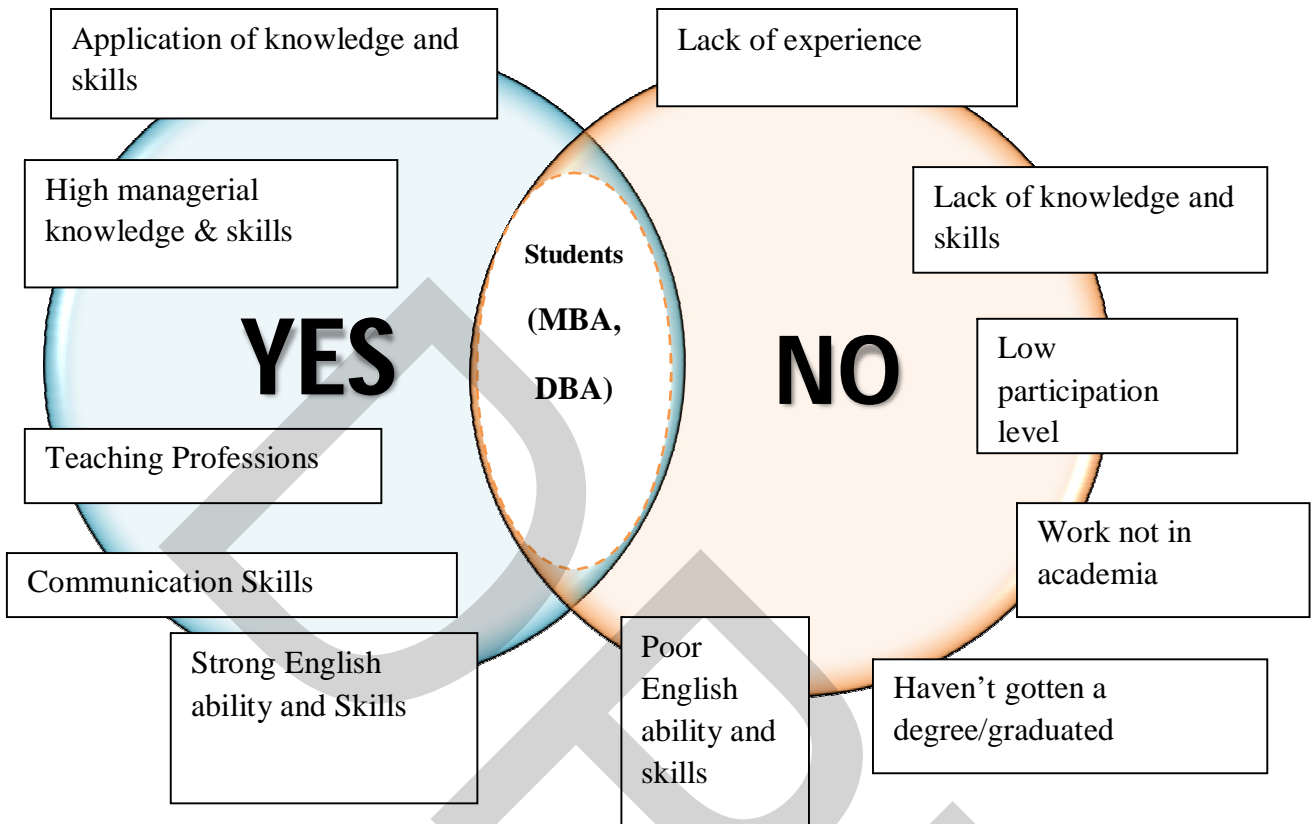 Application of knowledge and
skills
Lack of experience
High managerial
knowledge & skills
Lack of knowledge and
skills
Students
(MBA,
DBA)
YES
NO
Low
participation
level
Teaching Professions
Work not in
academia
Communication Skills
Strong English
ability and Skills
Poor
English
ability and
skills
Haven’t gotten a
degree/graduated